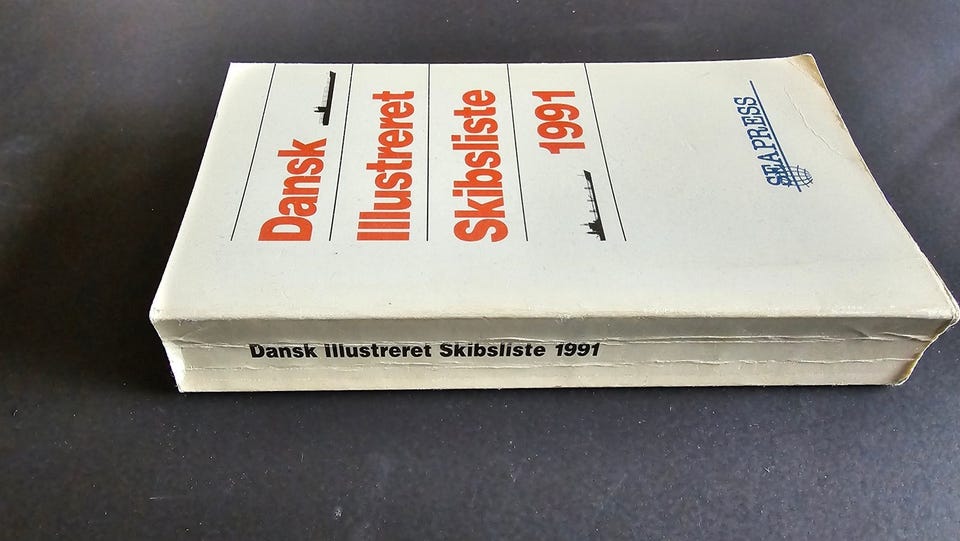 Dansk
Illustreret
Skibsliste
1991
SEAPRESS
Dansk Illustreret Skibsliste 1991